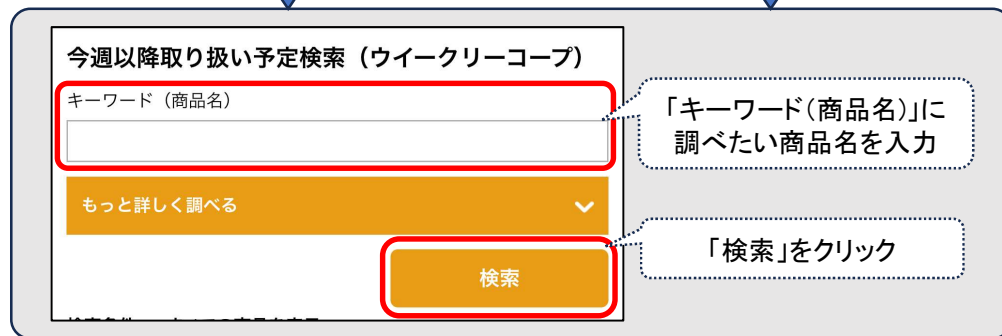 今週以降取り扱い予定検索（ウイークリーコープ）
キーワード（商品名）
「キーワード（商品名）」に
調べたい商品名を入力
もっと詳しく調べる
「検索」をクリック
検索